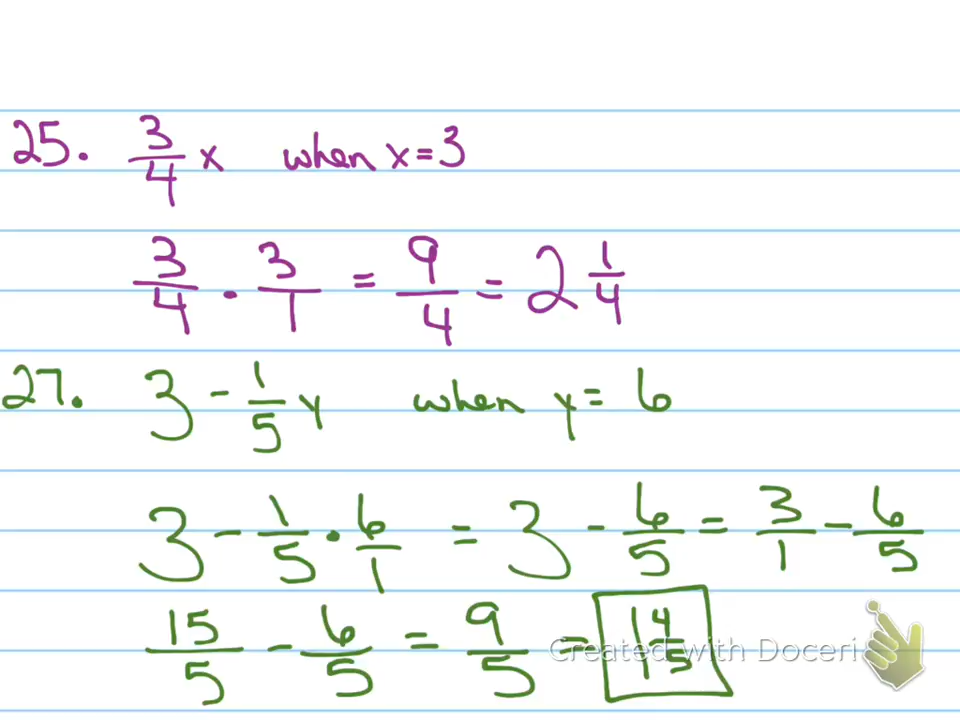 25. 3/4 x when x=3
3/4 · 3/1 = 9/4 = 2 1/4
27. 3 - 1/5 y when y= 6
3 - 1/5 · 6/1 = 3 - 6/5 = 3/1 - 6/5
15/5 - 6/5 = 9/5 = 1 4/5
Created with Doceri